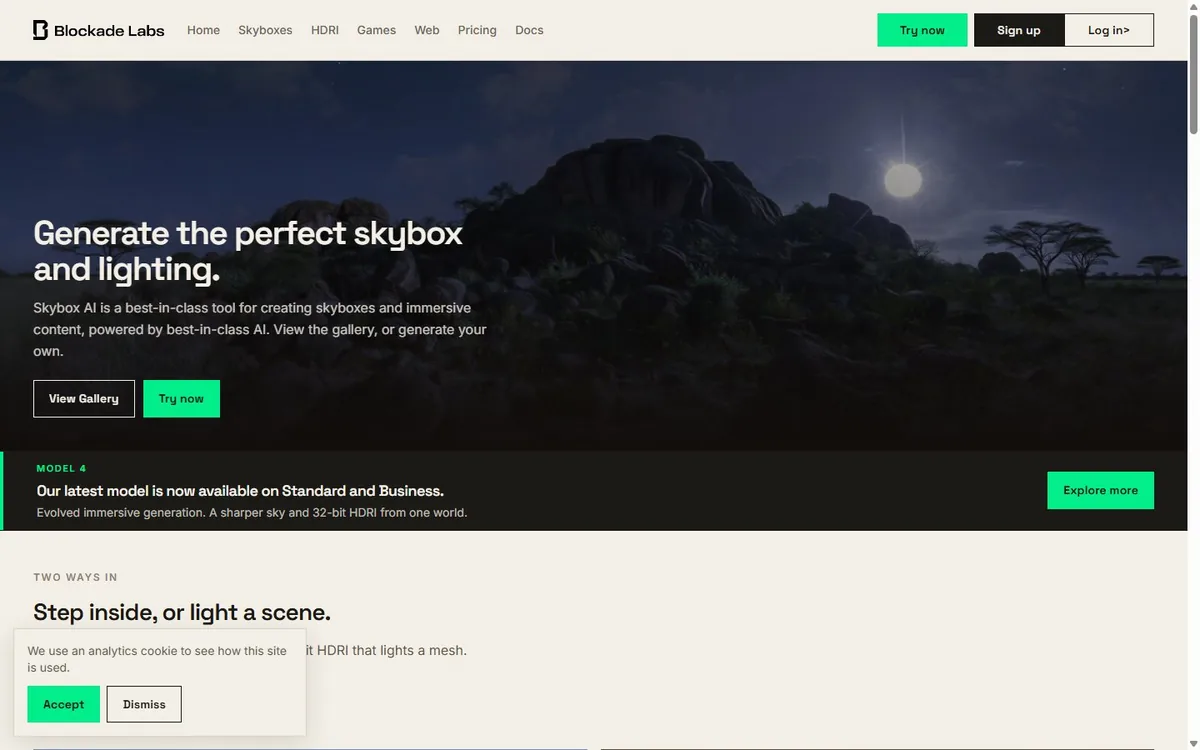 Blockade Labs
Home Skyboxes HDRI Games Web Pricing Docs
Try now
Sign up
Log in>
Generate the perfect skybox
and lighting.
Skybox AI is a best-in-class tool for creating skyboxes and immersive
content, powered by best-in-class AI. View the gallery, or generate your
own.
View Gallery
Try now
MODEL 4
Our latest model is now available on Standard and Business.
Evolved immersive generation. A sharper sky and 32-bit HDRI from one world.
Explore more
TWO WAYS IN
Step inside, or light a scene.
it HDRI that lights a mesh.
We use an analytics cookie to see how this site
is used.
Accept
Dismiss